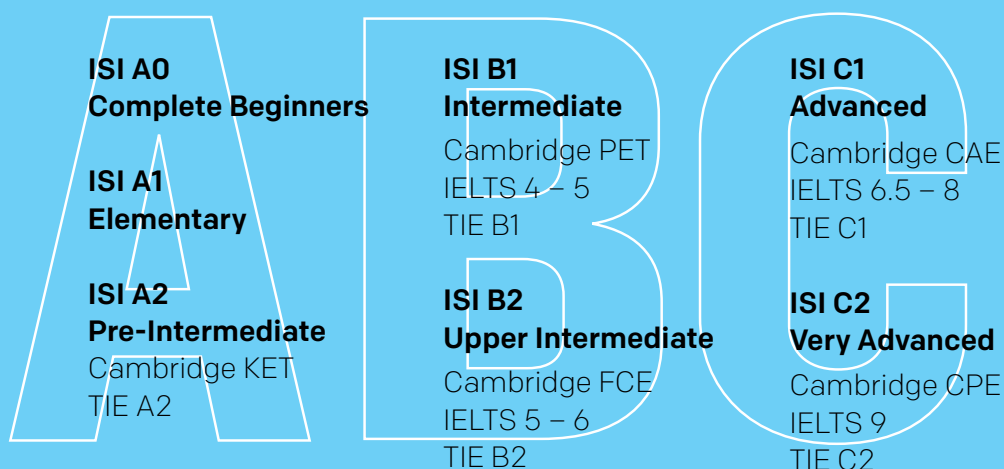 ISI A0
Complete Beginners
ISI A1
Elementary
ISI A2
Pre-Intermediate
Cambridge KET
TIE A2
ISI B1
Intermediate
Cambridge PET
IELTS 4 – 5
TIE B1
ISI B2
Upper Intermediate
Cambridge FCE
IELTS 5 – 6
TIE B2
ISI C1
Advanced
Cambridge CAE
IELTS 6.5 – 8
TIE C1
ISI C2
Very Advanced
Cambridge CPE
IELTS 9
TIE C2
A B C